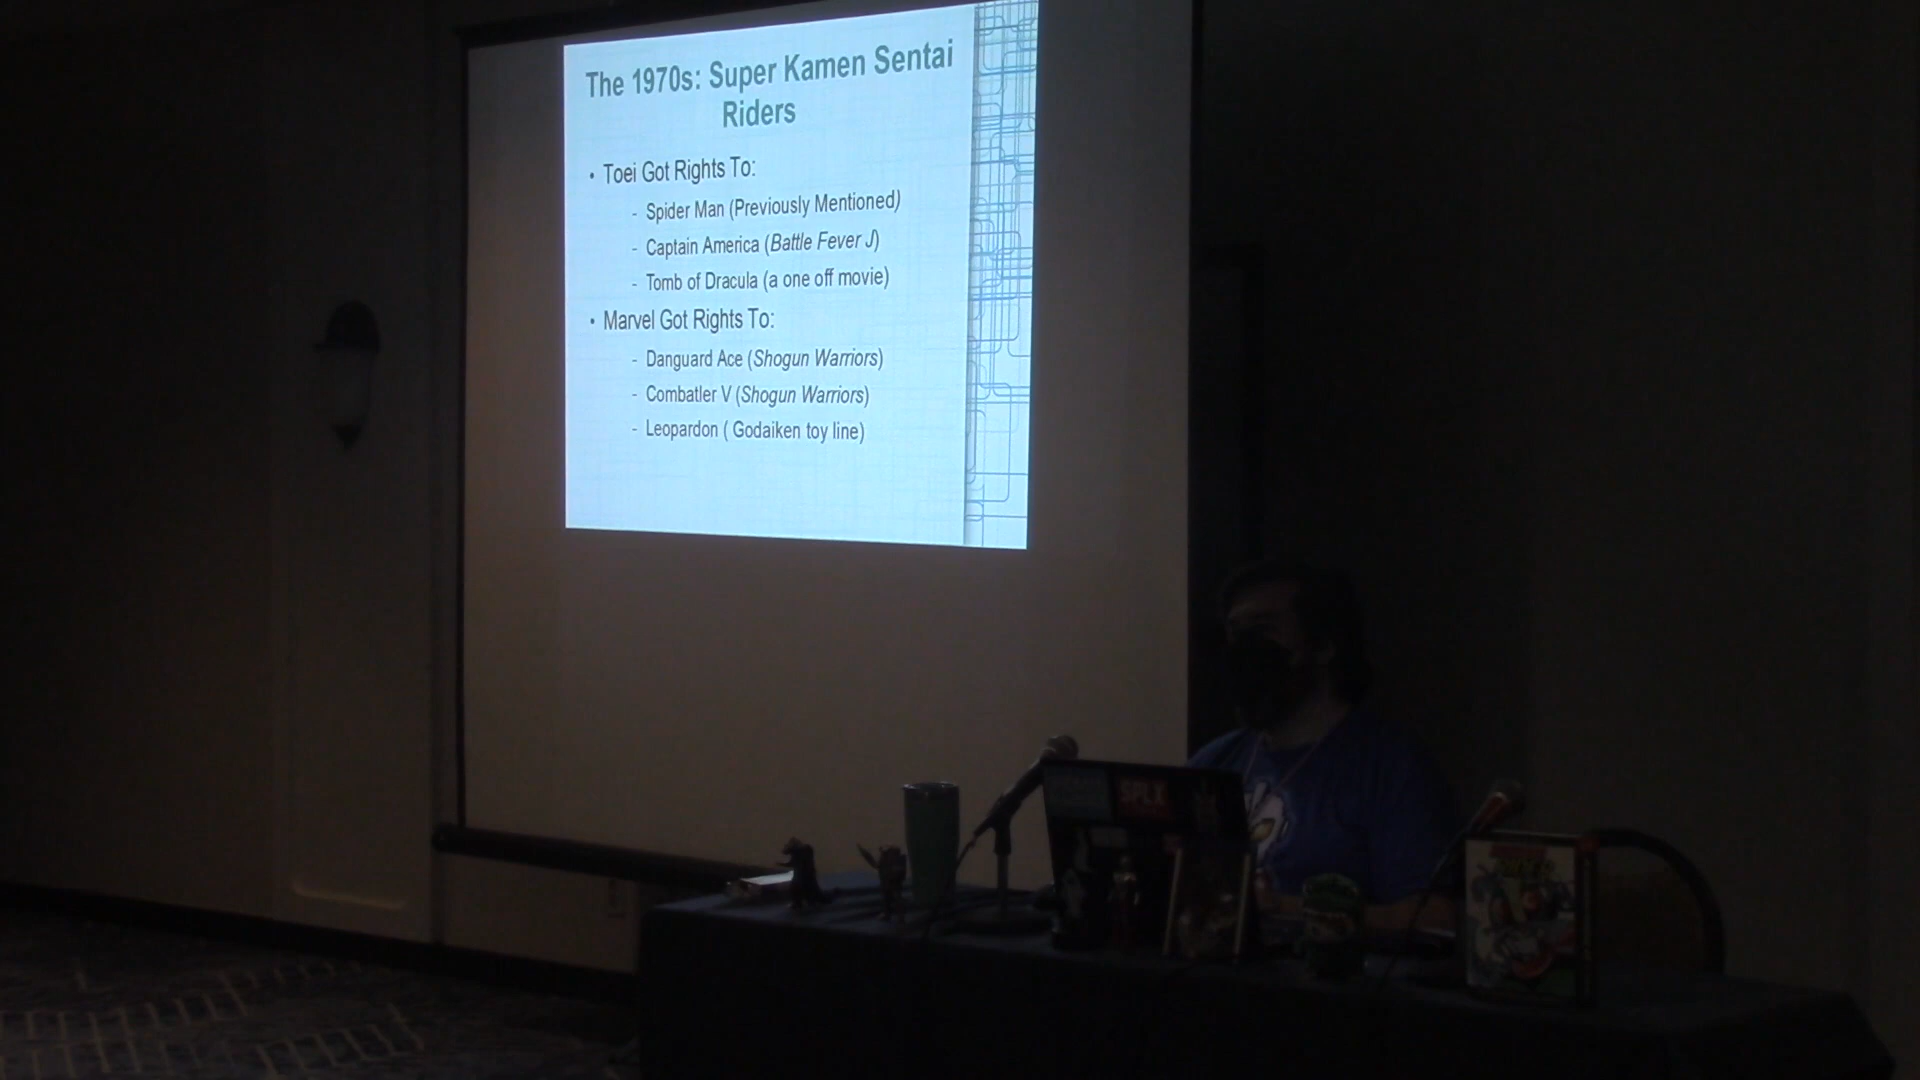 The 1970s: Super Kamen Sentai
Riders
• Toei Got Rights To:
- Spider Man (Previously Mentioned)
- Captain America (Battle Fever J)
- Tomb of Dracula (a one off movie)
• Marvel Got Rights To:
- Danguard Ace (Shogun Warriors)
- Combatler V (Shogun Warriors)
- Leopardon ( Godaiken toy line)
SPLX